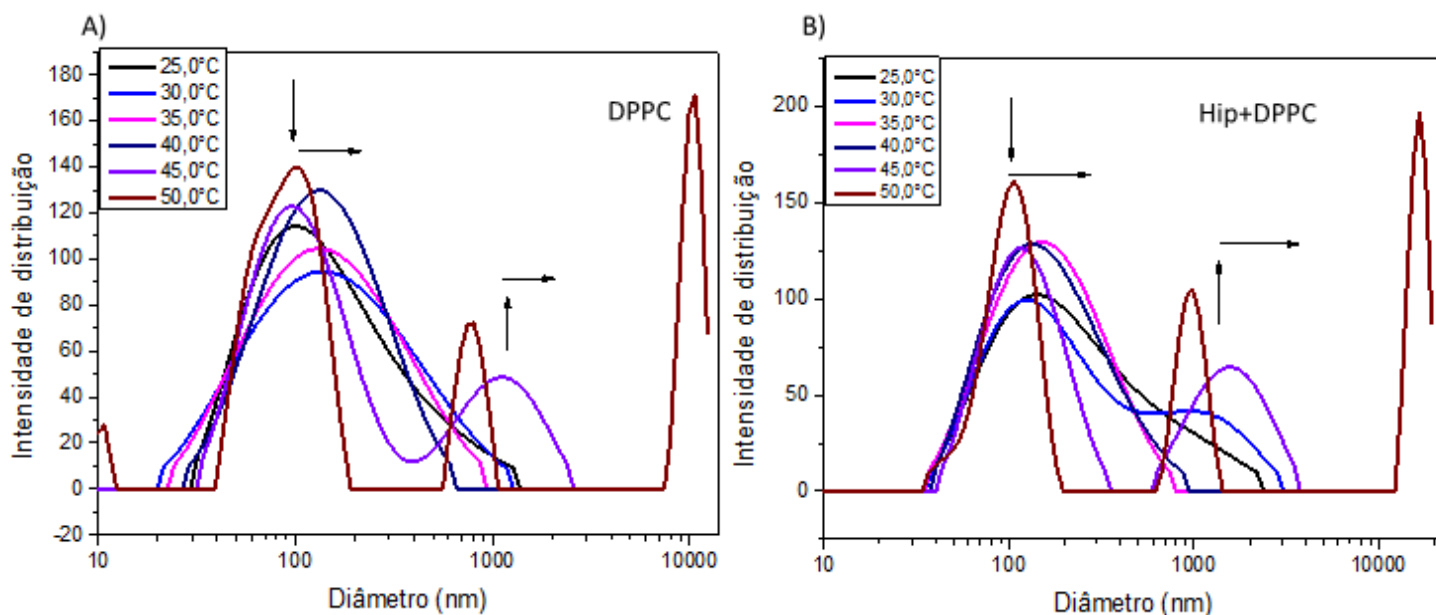 A)
25,0°C
30,0°C
35,0°C
40,0°C
45,0°C
50,0°C
DPPC
Intensidade de distribuição
180
160
140
120
100
80
60
40
20
0
-20
10
100
1000
10000
Diâmetro (nm)
B)
25,0°C
30,0°C
35,0°C
40,0°C
45,0°C
50,0°C
Hip+DPPC
Intensidade de distribuição
200
150
100
50
0
10
100
1000
10000
Diâmetro (nm)